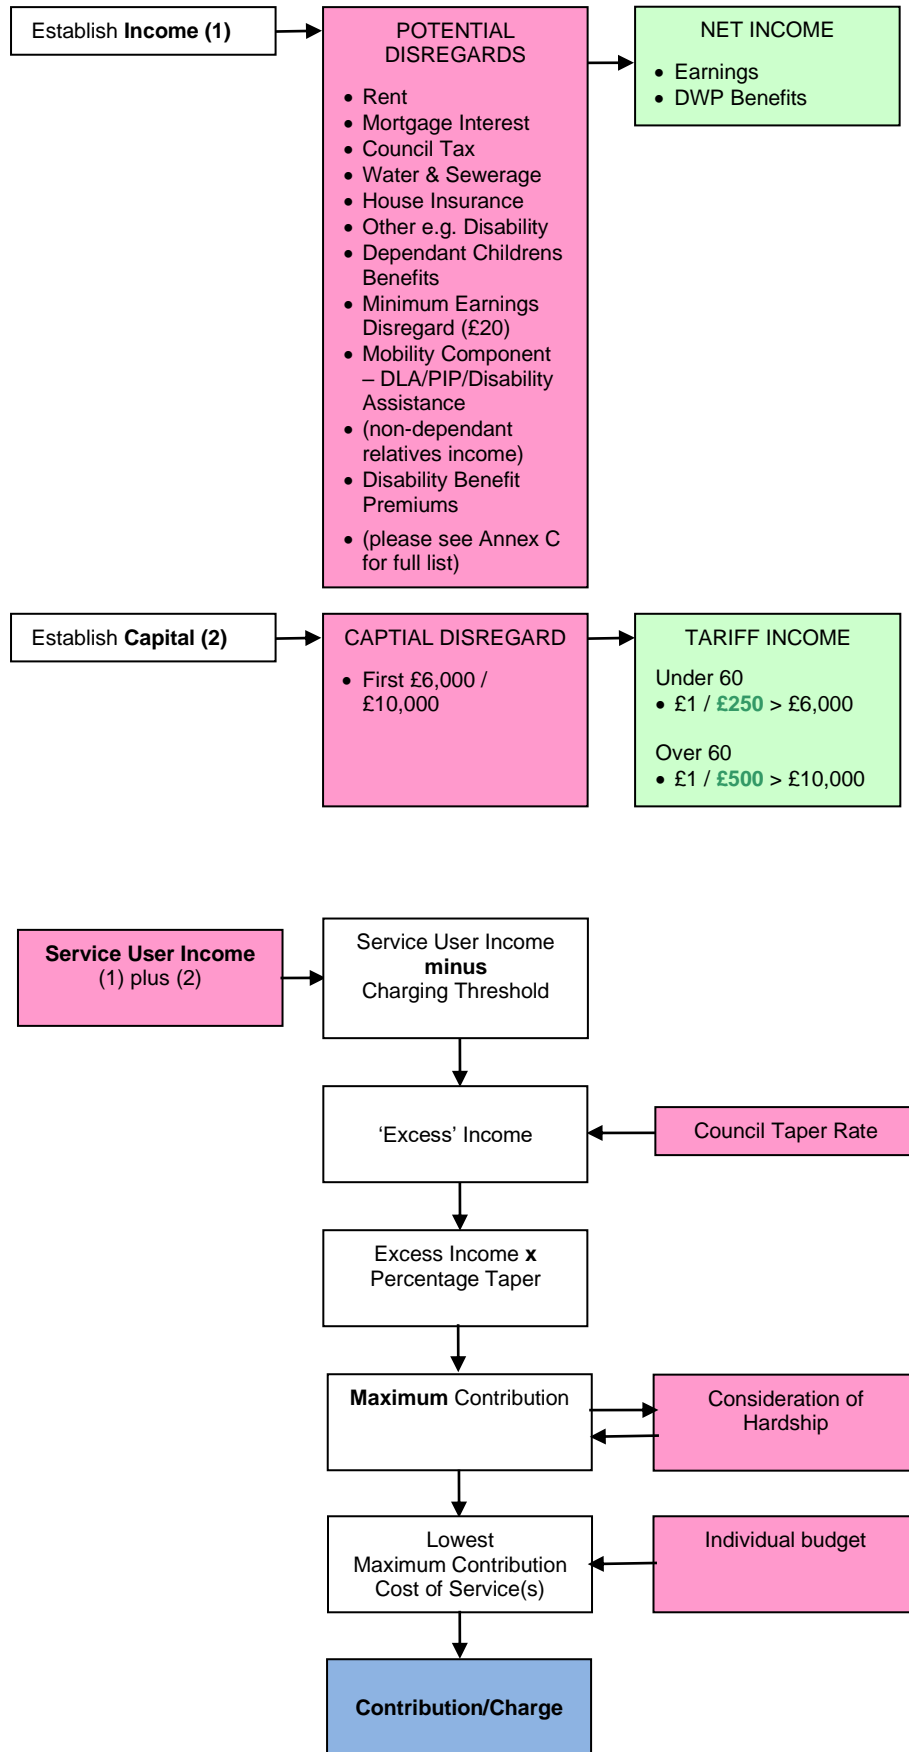 Establish Income (1)
POTENTIAL
DISREGARDS
• Rent
• Mortgage Interest
• Council Tax
• Water & Sewerage
• House Insurance
• Other e.g. Disability
• Dependant Childrens
Benefits
• Minimum Earnings
Disregard (£20)
• Mobility Component
– DLA/PIP/Disability
Assistance
• (non-dependant
relatives income)
• Disability Benefit
Premiums
• (please see Annex C
for full list)
NET INCOME
• Earnings
• DWP Benefits
Establish Capital (2)
CAPTIAL DISREGARD
• First £6,000 /
£10,000
TARIFF INCOME
Under 60
• £1 / £250 > £6,000
Over 60
• £1 / £500 > £10,000
Service User Income
(1) plus (2)
Service User Income
minus
Charging Threshold
‘Excess’ Income
Council Taper Rate
Excess Income x
Percentage Taper
Maximum Contribution
Consideration of
Hardship
Lowest
Maximum Contribution
Cost of Service(s)
Individual budget
Contribution/Charge